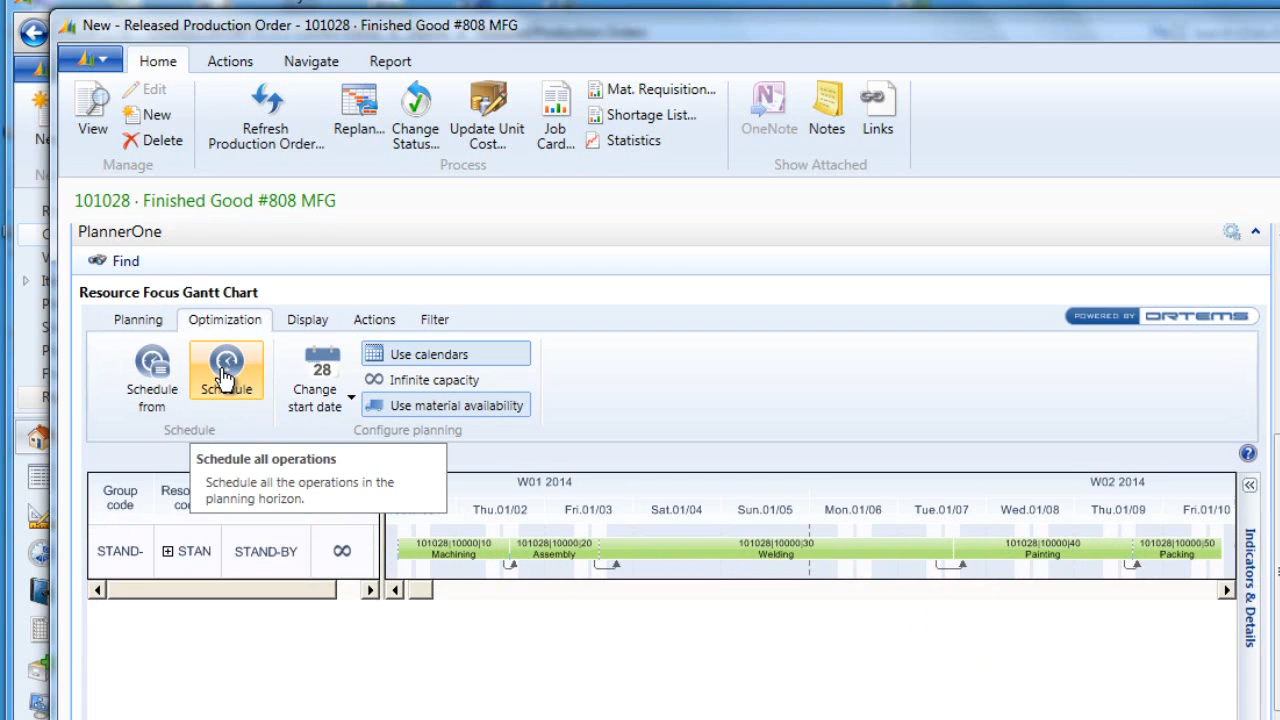 New - Released Production Order - 101028 · Finished Good #808 MFG
Home
Actions
Navigate
Report
View
Edit
New
Delete
Manage
Refresh
Production Order...
Replan...
Change
Status...
Update Unit
Cost...
Job
Card...
Mat. Requisition...
Shortage List...
Statistics
Process
OneNote
Notes
Links
Show Attached
101028 · Finished Good #808 MFG
PlannerOne
Find
Resource Focus Gantt Chart
Planning
Optimization
Display
Actions
Filter
POWERED BY ORTEMS
Schedule
from
Schedule
Schedule
28
Change
start date
Use calendars
Infinite capacity
Use material availability
Configure planning
Schedule all operations
Schedule all the operations in the
planning horizon.
Group
code
W01 2014
W02 2014
Thu.01/02
Fri.01/03
Sat.01/04
Sun.01/05
Mon.01/06
Tue.01/07
Wed.01/08
Thu.01/09
Fri.01/10
STAND-
STAN
STAND-BY
101028|10000|10
Machining
101028|10000|20
Assembly
101028|10000|30
Welding
101028|10000|40
Painting
101028|10000|50
Packing
Indicators & Details